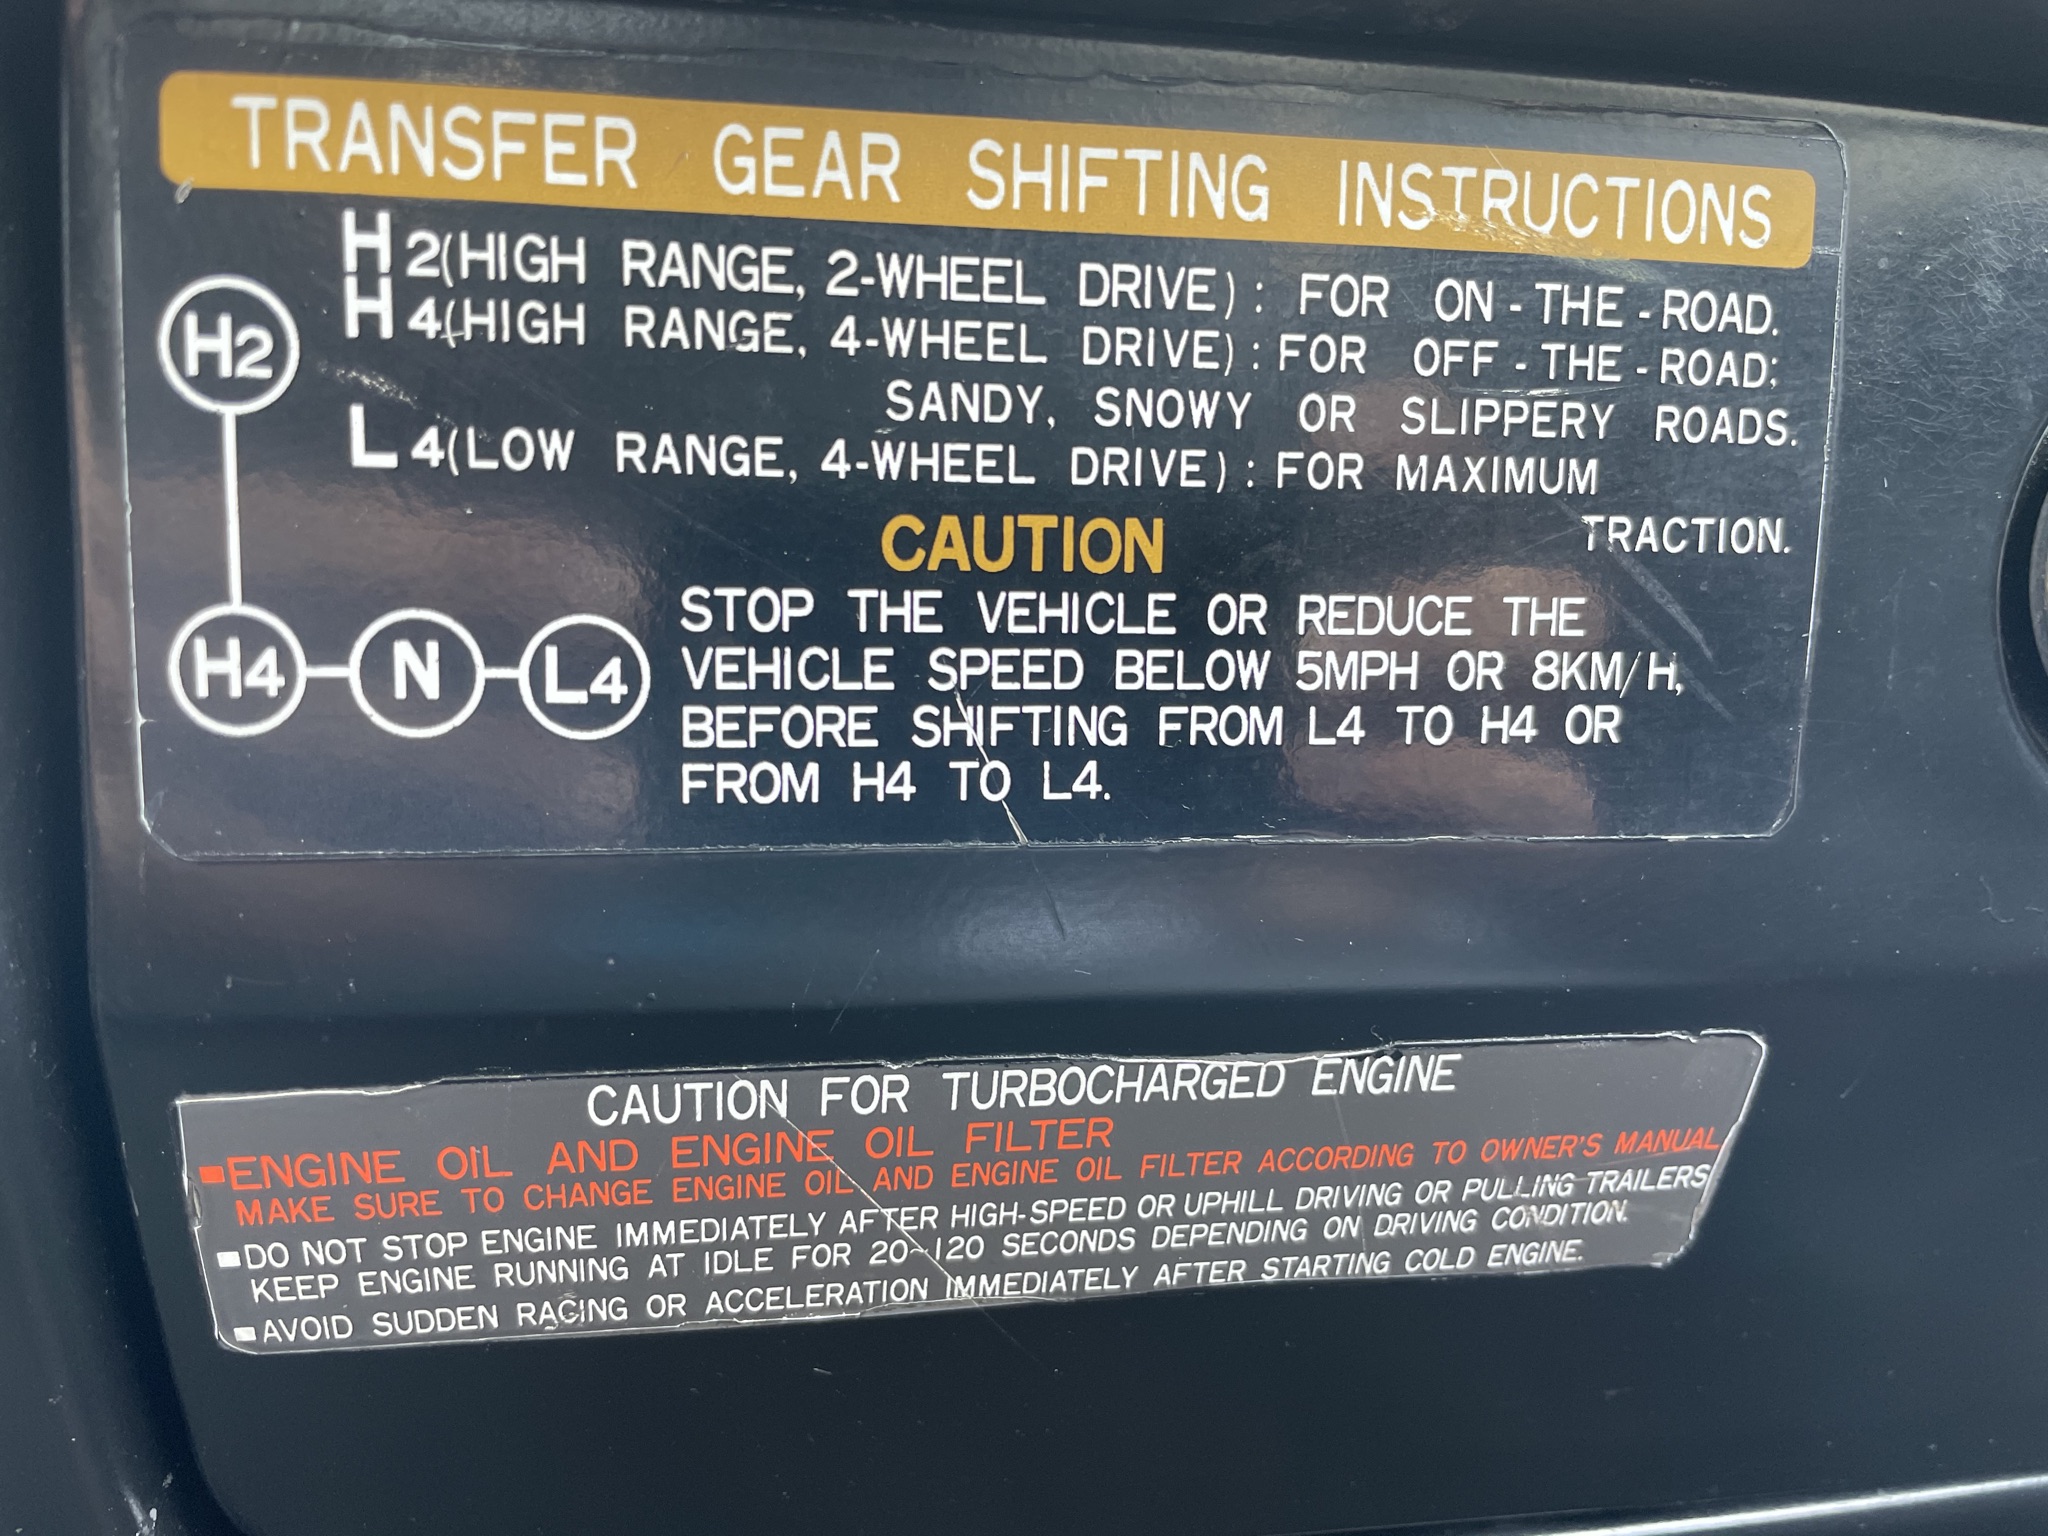 TRANSFER GEAR SHIFTING INSTRUCTIONS
H2(HIGH RANGE, 2-WHEEL DRIVE) : FOR ON-THE-ROAD.
H4(HIGH RANGE, 4-WHEEL DRIVE) : FOR OFF-THE-ROAD;
SANDY, SNOWY OR SLIPPERY ROADS.
L4(LOW RANGE, 4-WHEEL DRIVE) : FOR MAXIMUM
TRACTION.
H2
H4 N L4
CAUTION
STOP THE VEHICLE OR REDUCE THE
VEHICLE SPEED BELOW 5MPH OR 8KM/H,
BEFORE SHIFTING FROM L4 TO H4 OR
FROM H4 TO L4.
CAUTION FOR TURBOCHARGED ENGINE
■ENGINE OIL AND ENGINE OIL FILTER
MAKE SURE TO CHANGE ENGINE OIL AND ENGINE OIL FILTER ACCORDING TO OWNER'S MANUAL
■DO NOT STOP ENGINE IMMEDIATELY AFTER HIGH-SPEED OR UPHILL DRIVING OR PULLING TRAILERS
KEEP ENGINE RUNNING AT IDLE FOR 20~120 SECONDS DEPENDING ON DRIVING CONDITION.
■AVOID SUDDEN RACING OR ACCELERATION IMMEDIATELY AFTER STARTING COLD ENGINE.